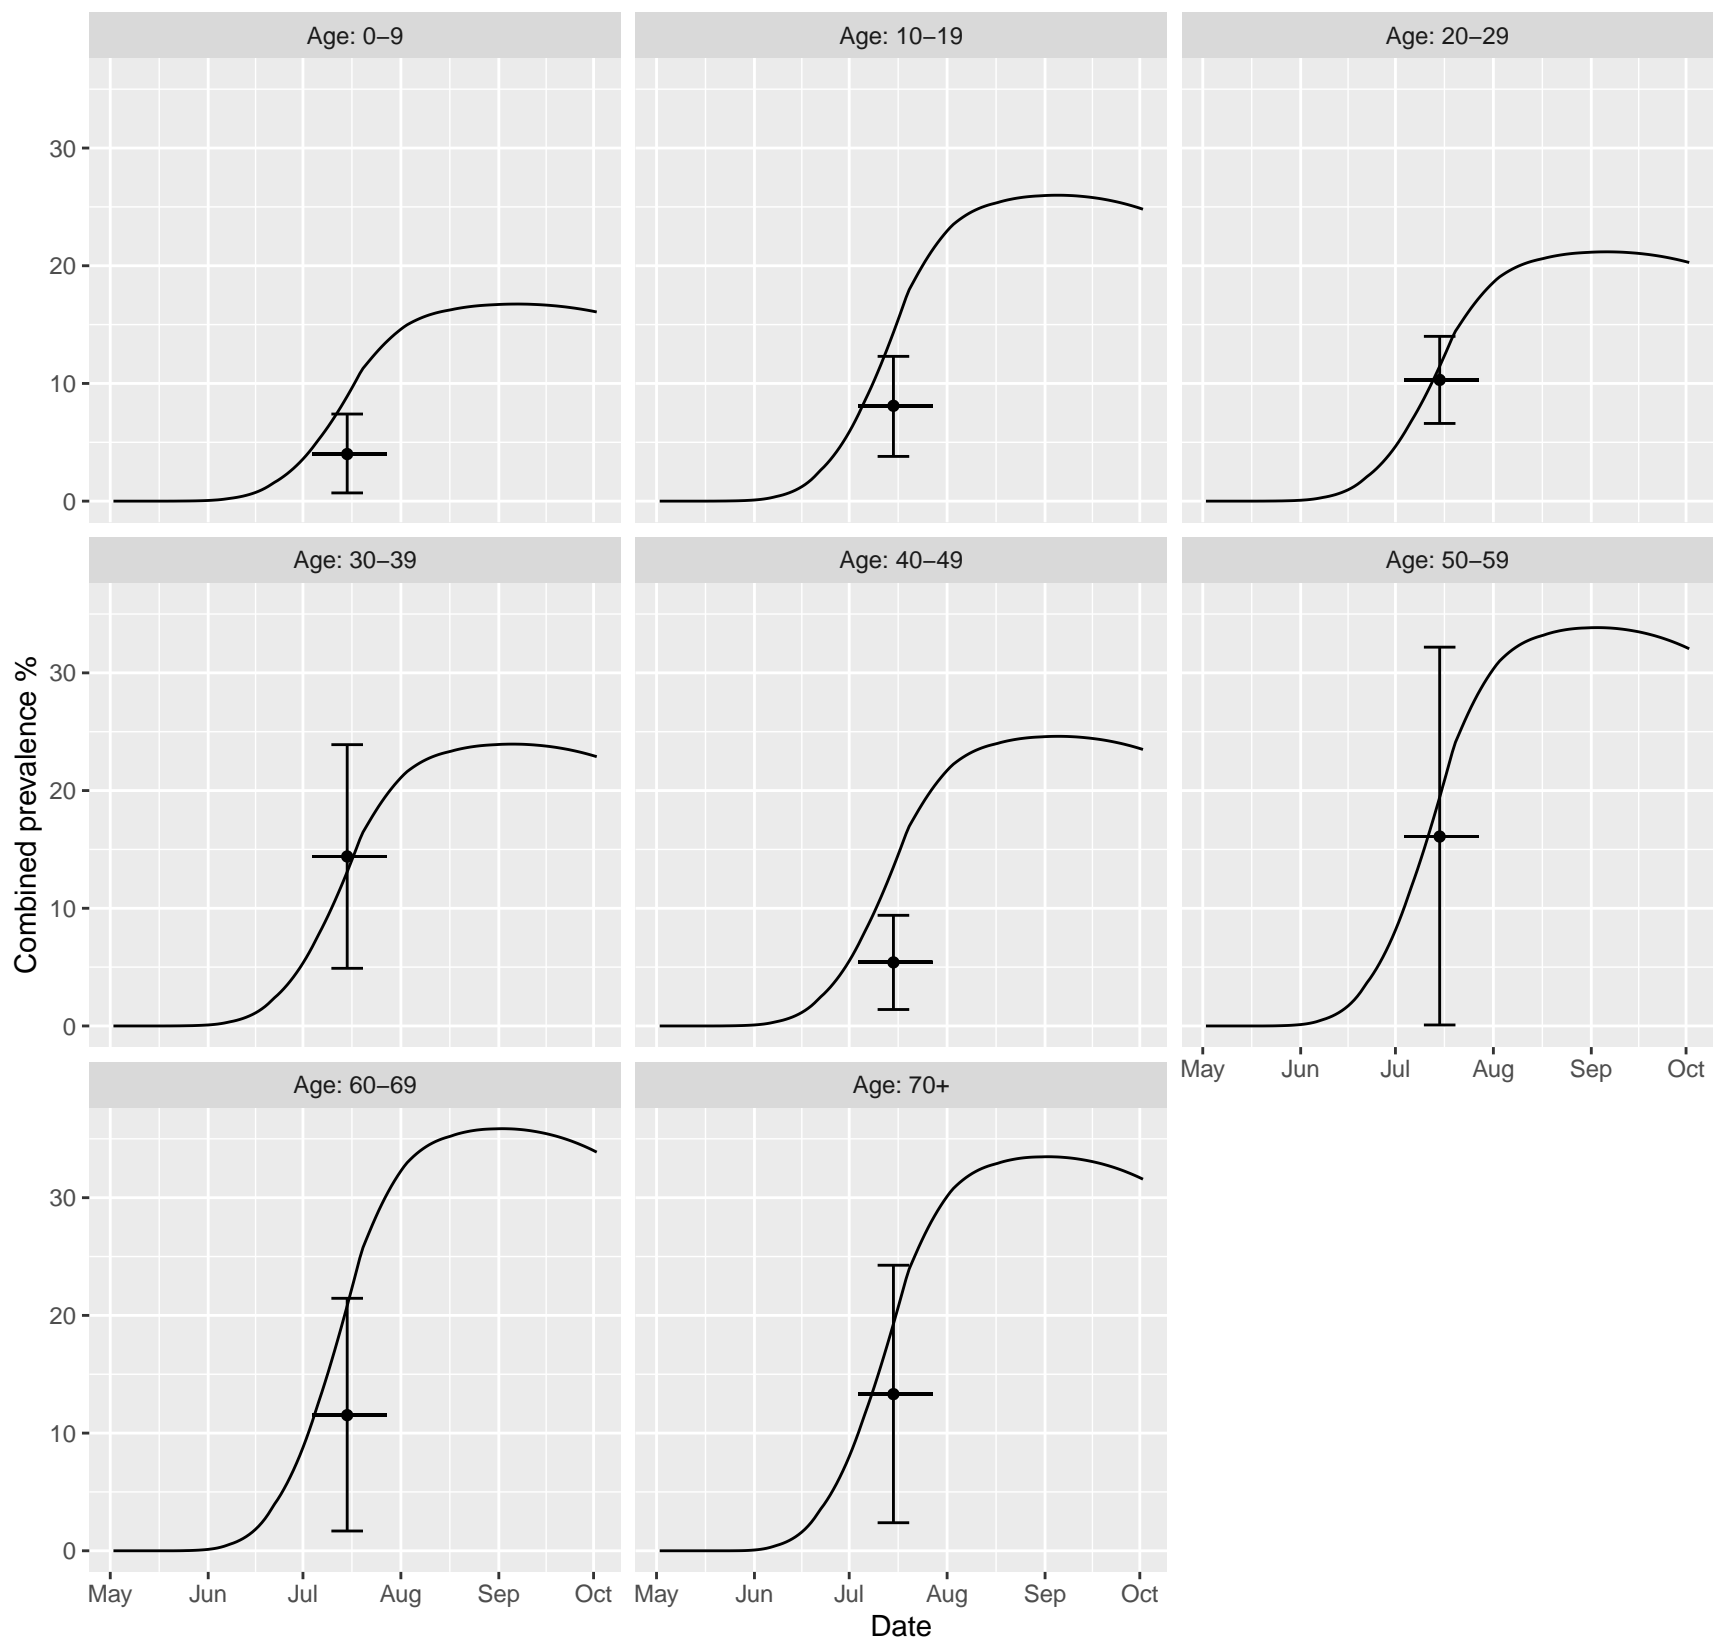 Age: 0–9
Age: 10–19
Age: 20–29
30
20
10
0
Age: 30–39
Age: 40–49
Age: 50–59
Combined prevalence %
30
20
10
0
May Jun Jul Aug Sep Oct
Age: 60–69
Age: 70+
30
20
10
0
May Jun Jul Aug Sep Oct
May Jun Jul Aug Sep Oct
Date